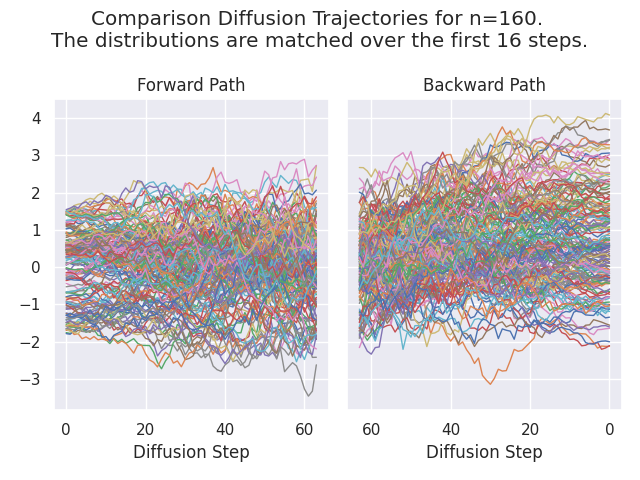 Comparison Diffusion Trajectories for n=160.
The distributions are matched over the first 16 steps.
Forward Path
Backward Path
4
3
2
1
0
−1
−2
−3
0
20
40
60
60
40
20
0
Diffusion Step
Diffusion Step